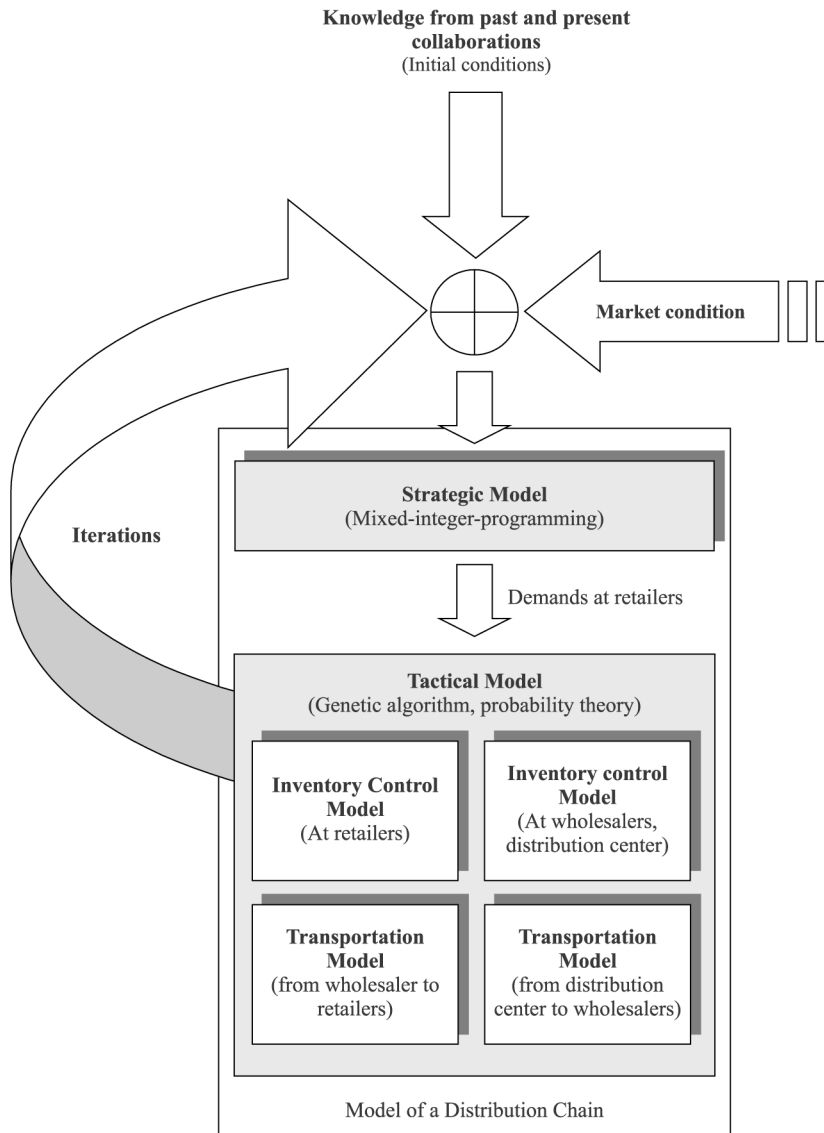 Knowledge from past and present
collaborations
(Initial conditions)
Market condition
Strategic Model
(Mixed-integer-programming)
Iterations
Demands at retailers
Tactical Model
(Genetic algorithm, probability theory)
Inventory Control
Model
(At retailers)
Inventory control
Model
(At wholesalers,
distribution center)
Transportation
Model
(from wholesaler to
retailers)
Transportation
Model
(from distribution
center to wholesalers)
Model of a Distribution Chain